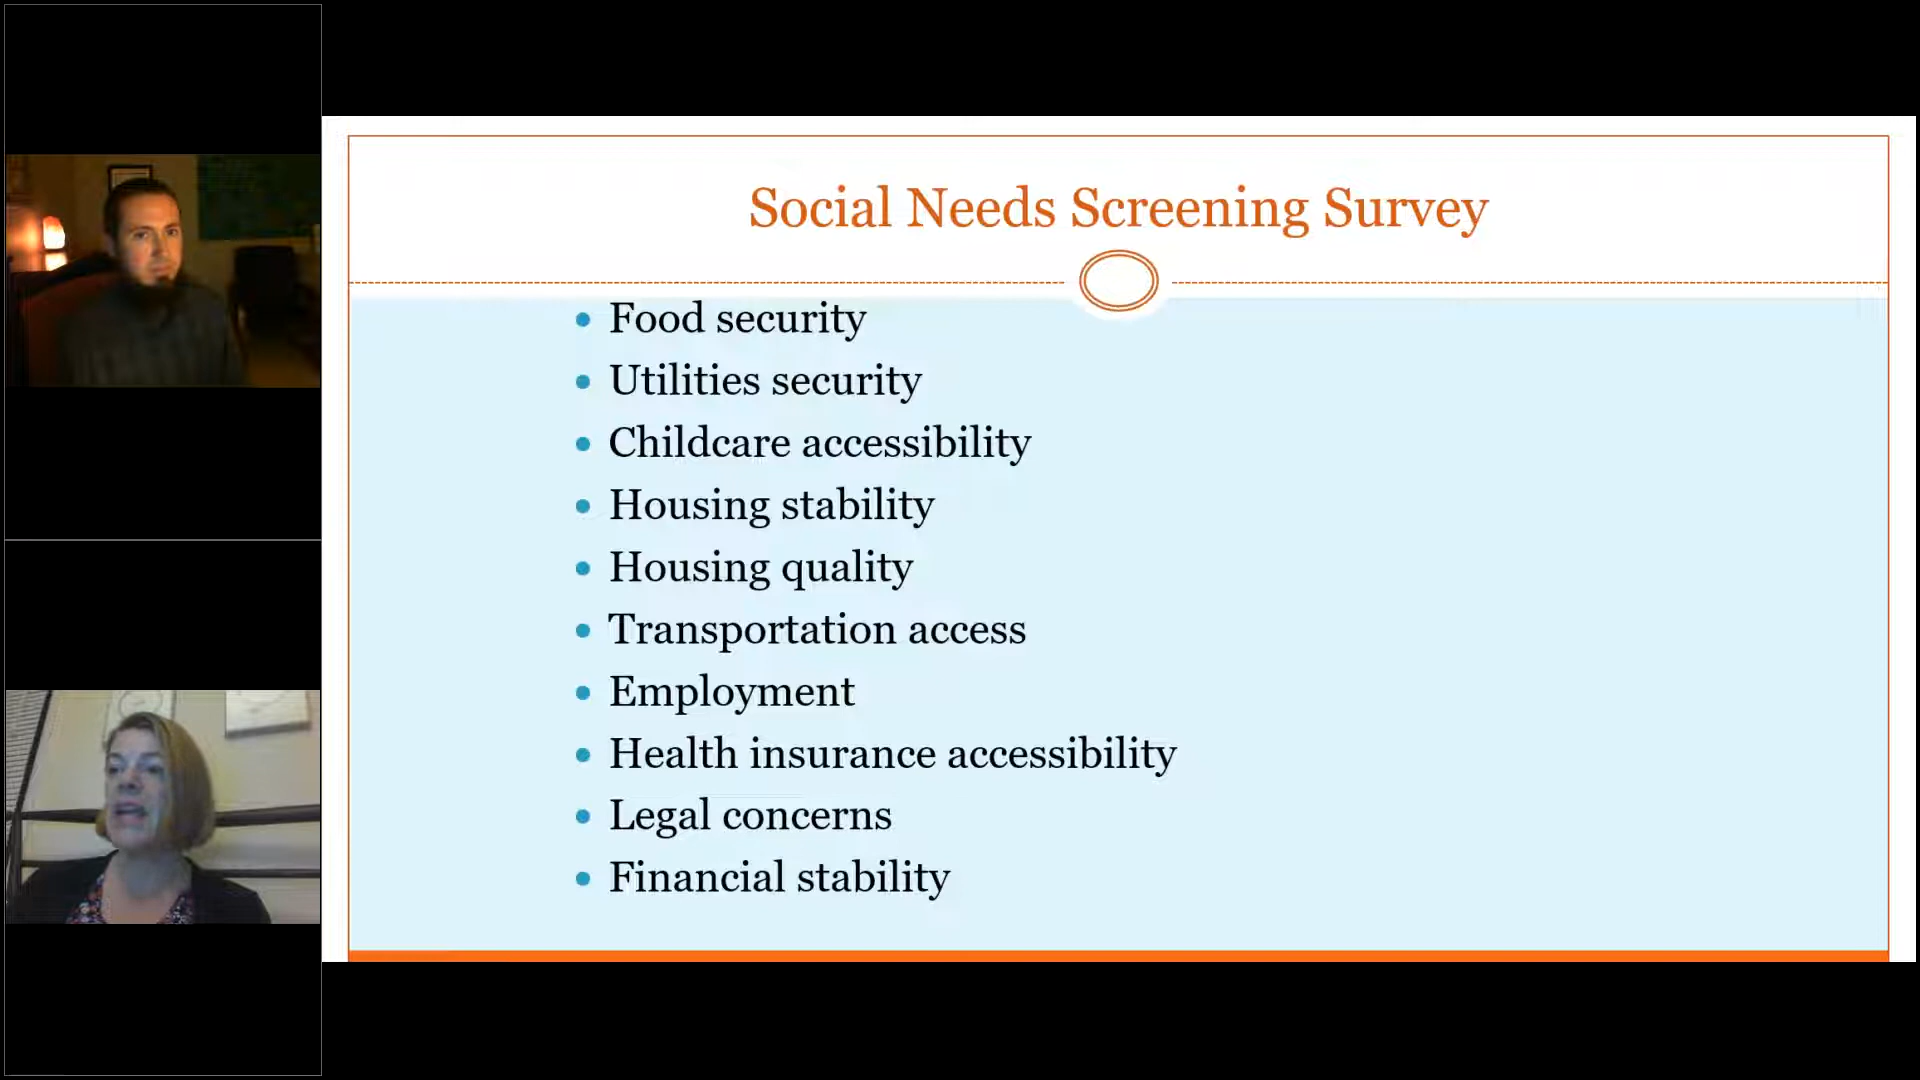 Social Needs Screening Survey
Food security
Utilities security
Childcare accessibility
Housing stability
Housing quality
Transportation access
Employment
Health insurance accessibility
Legal concerns
Financial stability